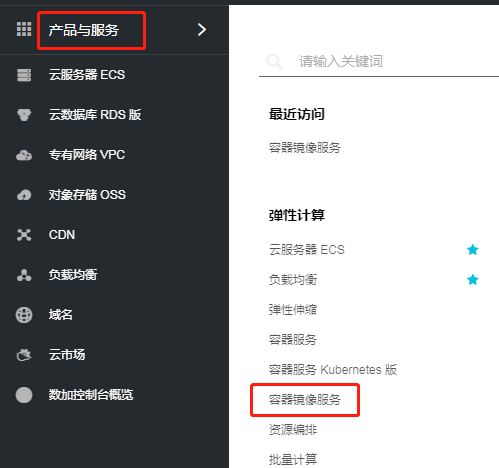 产品与服务
云服务器 ECS
云数据库 RDS 版
专有网络 VPC
对象存储 OSS
CDN
负载均衡
域名
云市场
数加控制台概览
请输入关键词
最近访问
容器镜像服务
弹性计算
云服务器 ECS
负载均衡
弹性伸缩
容器服务
容器服务 Kubernetes 版
容器镜像服务
资源编排
批量计算